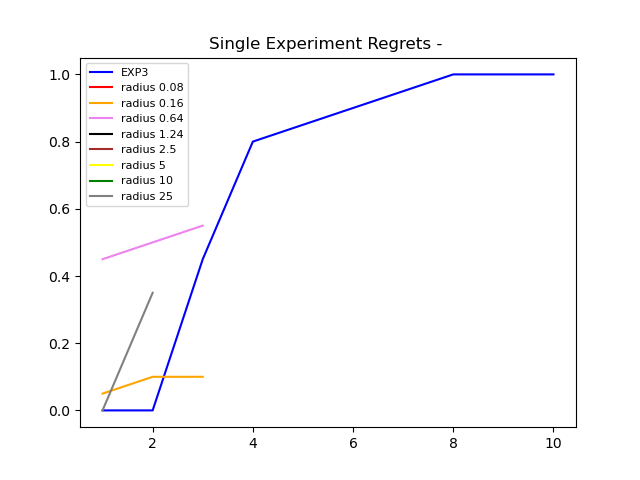 Single Experiment Regrets -
EXP3
radius 0.08
radius 0.16
radius 0.64
radius 1.24
radius 2.5
radius 5
radius 10
radius 25
1.0
0.8
0.6
0.4
0.2
0.0
2 4 6 8 10